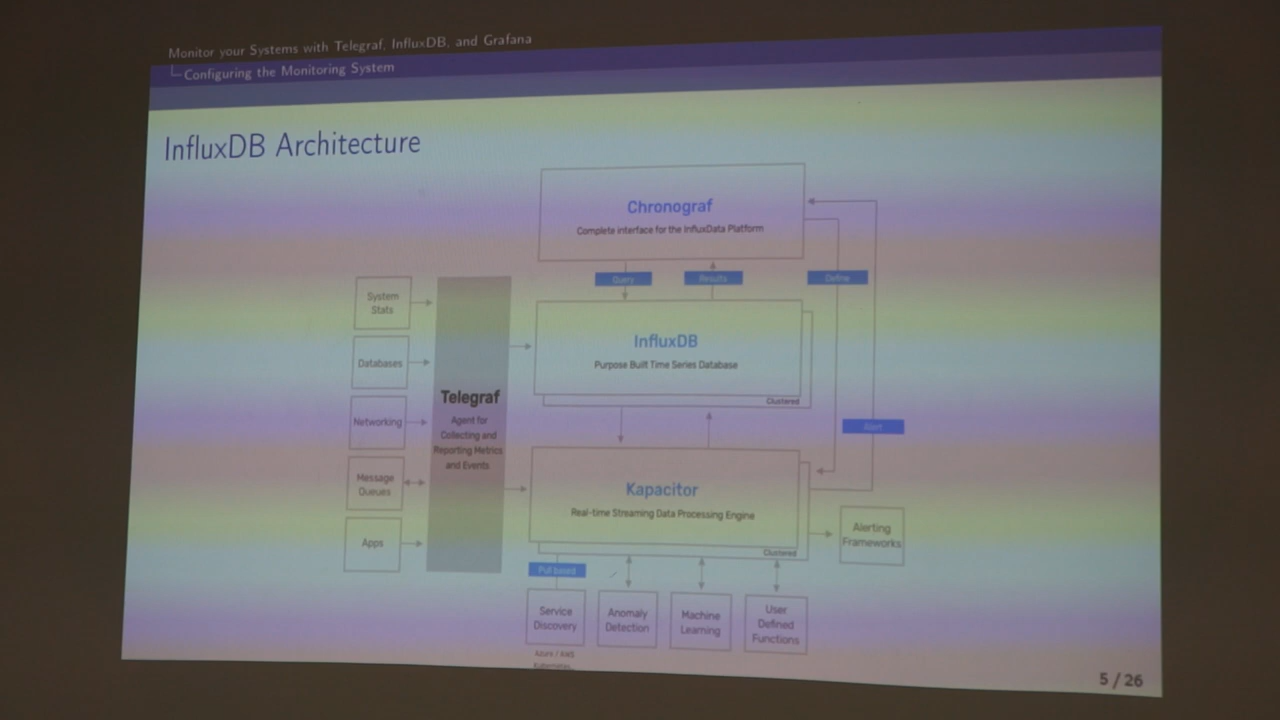 Monitor your Systems with Telegraf, InfluxDB, and Grafana
Configuring the Monitoring System
InfluxDB Architecture
Chronograf
Complete interface for the InfluxData Platform
Query
Results
Define
System
Stats
Databases
Networking
Message
Queues
Apps
Telegraf
Agent for
Collecting and
Reporting Metrics
and Events
InfluxDB
Purpose Built Time Series Database
Clustered
Alert
Kapacitor
Real-time Streaming Data Processing Engine
Clustered
Alerting
Frameworks
Pull based
Service
Discovery
Anomaly
Detection
Machine
Learning
User
Defined
Functions
Azure / AWS
Kubernetes
5 / 26